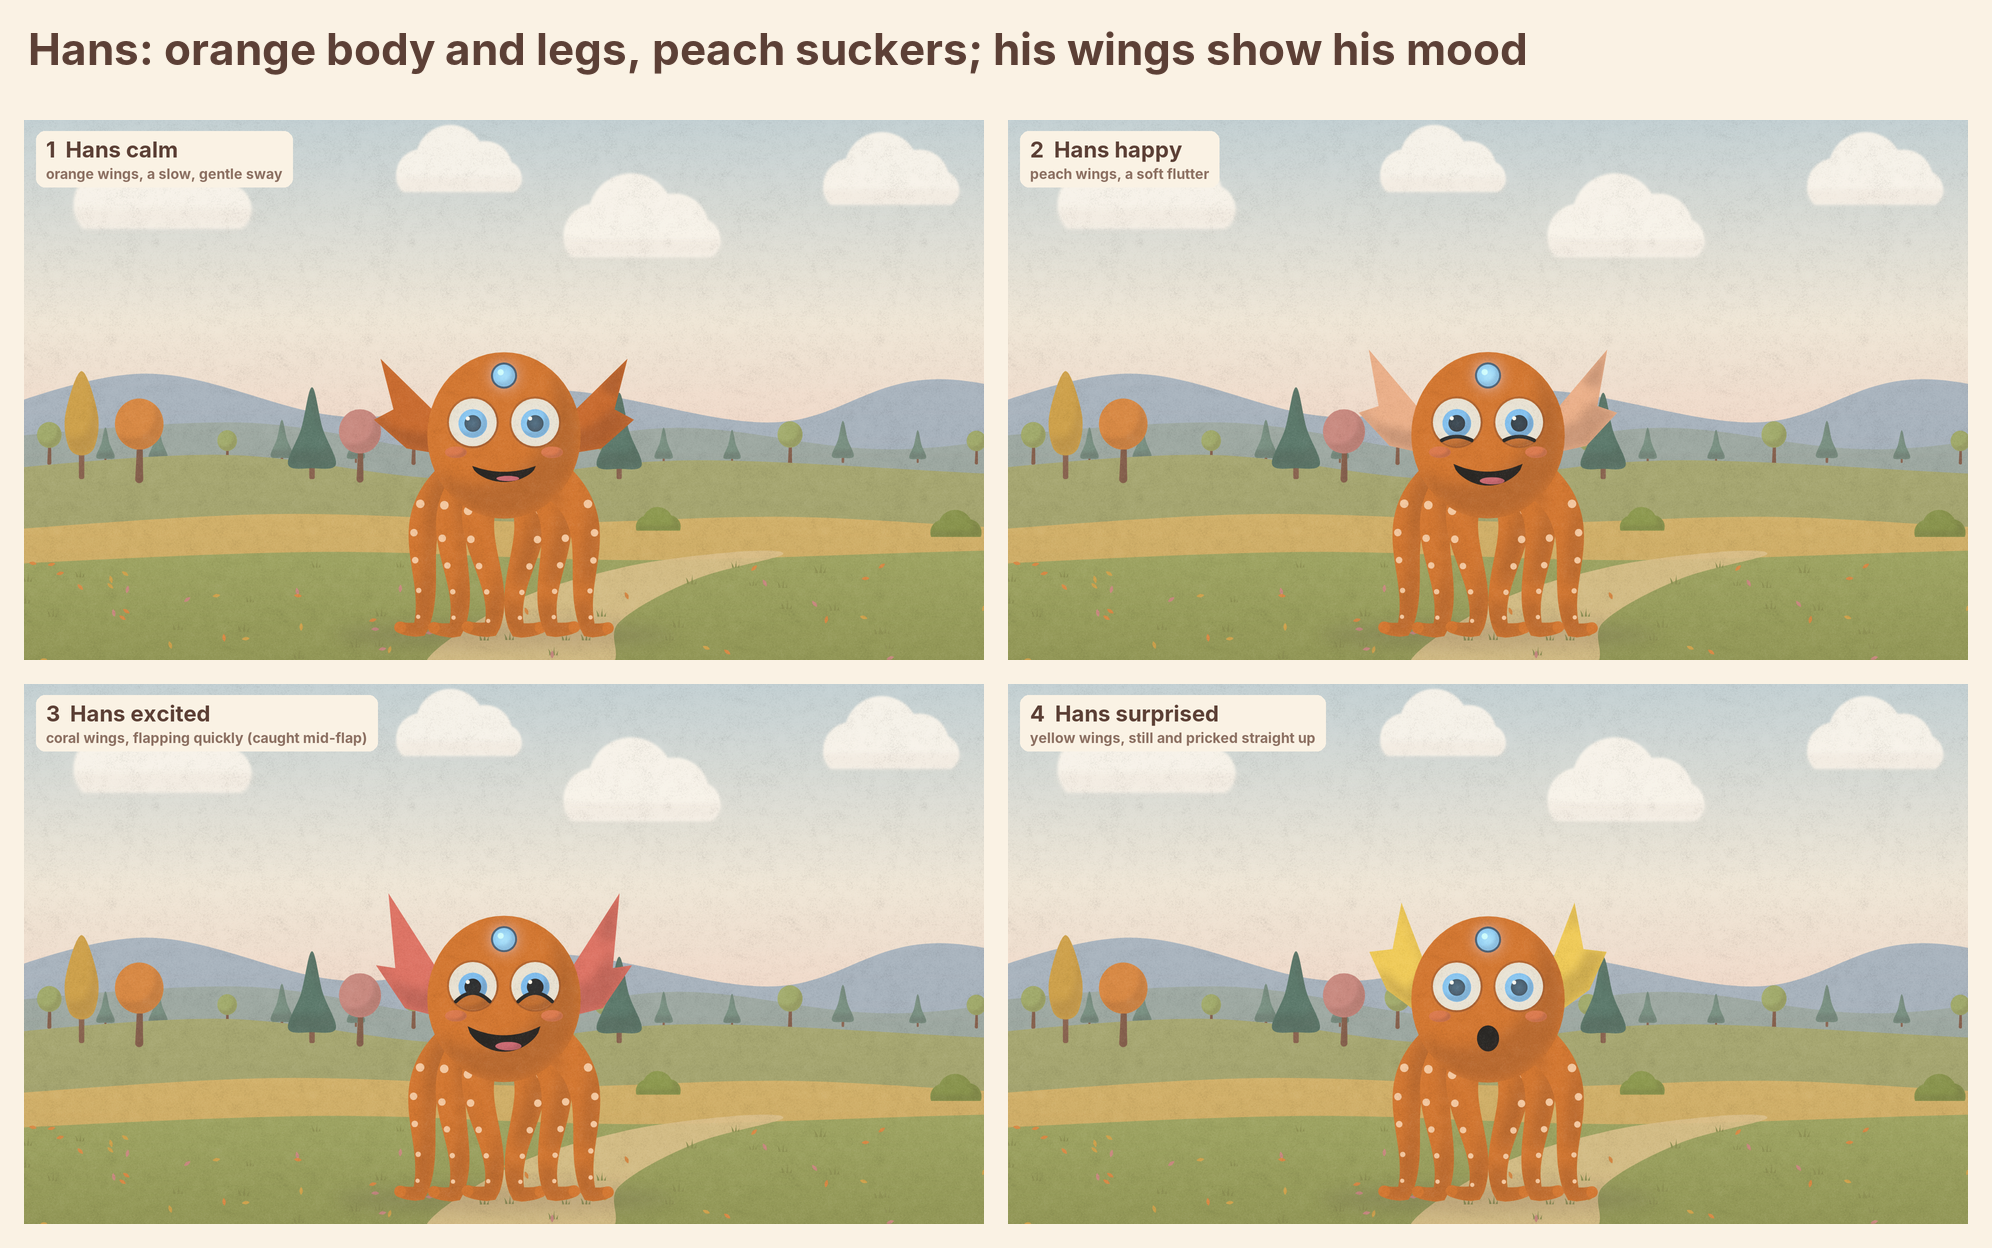 Hans: orange body and legs, peach suckers; his wings show his mood
1 Hans calm
orange wings, a slow, gentle sway
2 Hans happy
peach wings, a soft flutter
3 Hans excited
coral wings, flapping quickly (caught mid-flap)
4 Hans surprised
yellow wings, still and pricked straight up